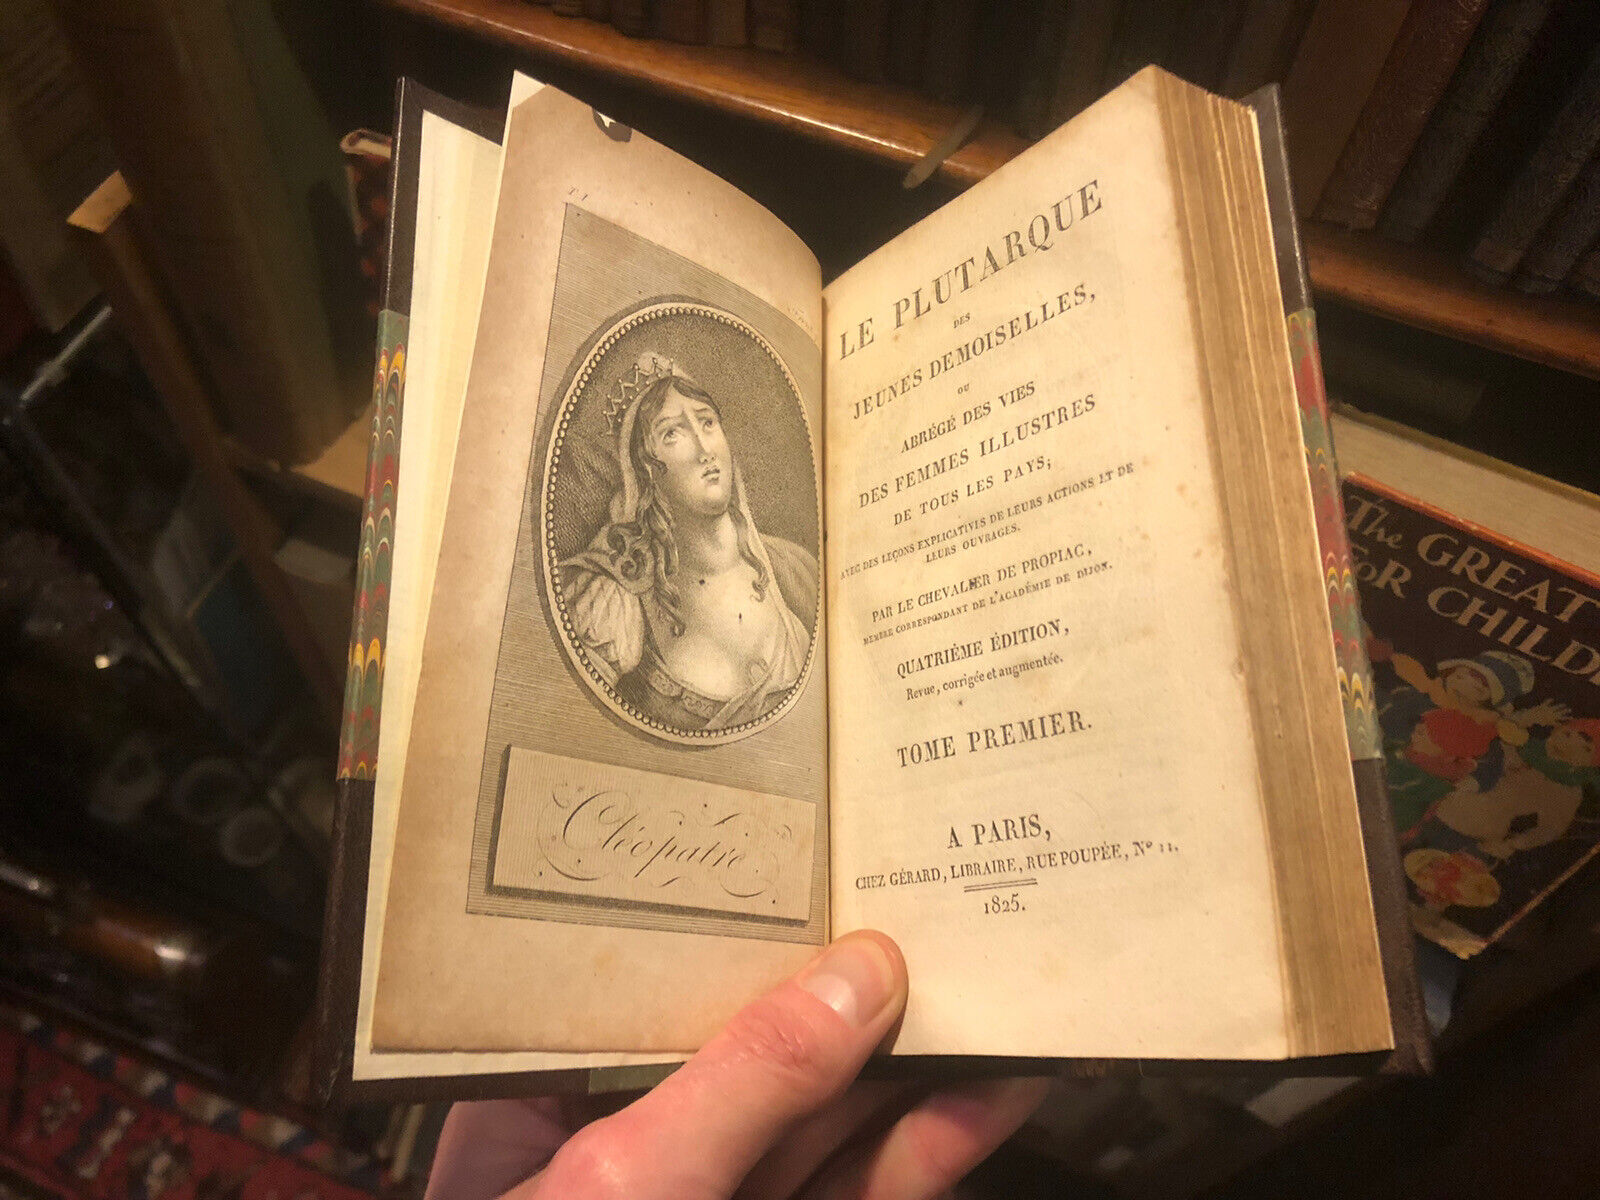 Cléopatre
LE PLUTARQUE
DES
JEUNES DEMOISELLES,
OU
ABRÉGÉ DES VIES
DES FEMMES ILLUSTRES
DE TOUS LES PAYS;
AVEC DES LEÇONS EXPLICATIVES DE LEURS ACTIONS ET DE
LEURS OUVRAGES.
PAR LE CHEVALIER DE PROPIAC,
MEMBRE CORRESPONDANT DE L'ACADÉMIE DE DIJON.
QUATRIÈME ÉDITION,
Revue, corrigée et augmentée.
TOME PREMIER.
A PARIS,
CHEZ GÉRARD, LIBRAIRE, RUE POUPÉE, Nº 11.
1825.
The GREAT
FOR CHILD